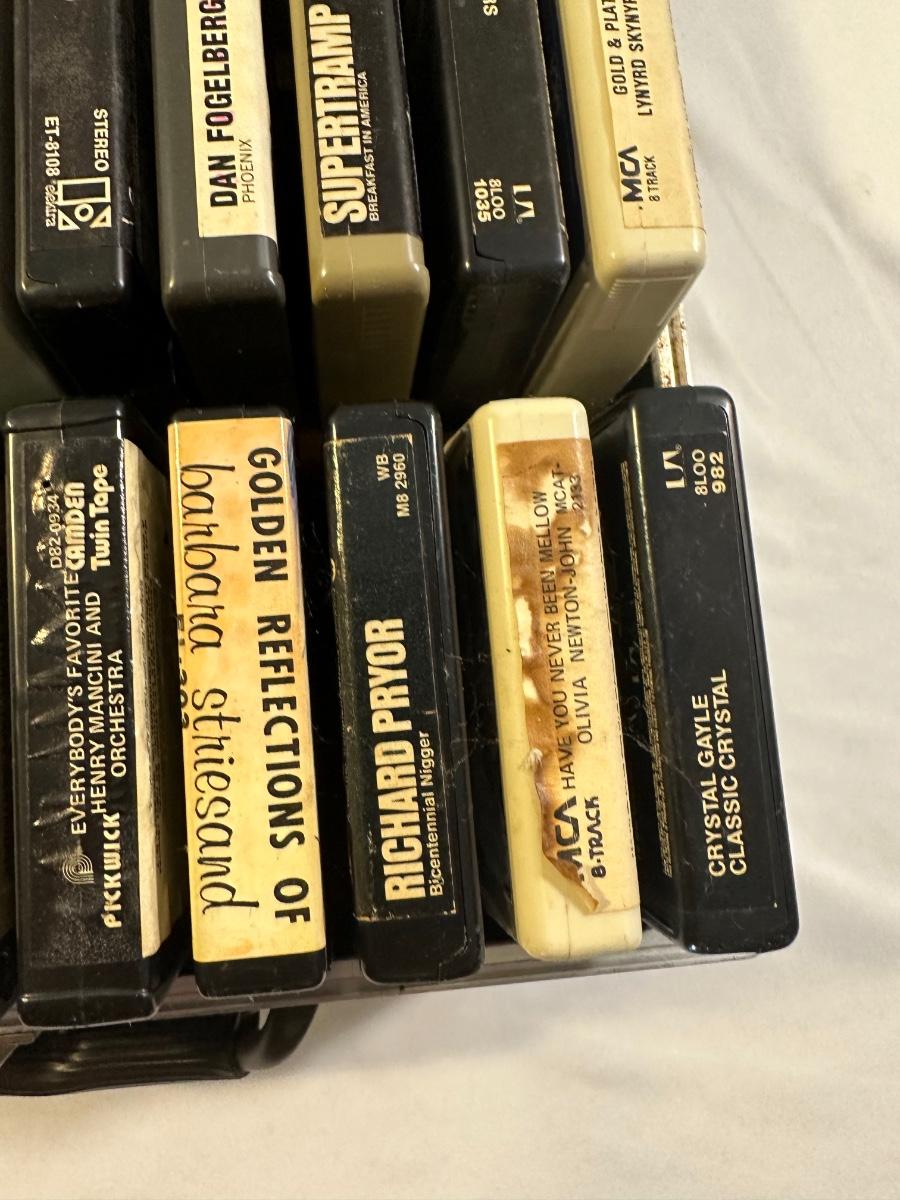 STEREO
ET-8108
DAN FOGELBERG
PHOENIX
SUPERTRAMP
BREAKFAST IN AMERICA
RS
8LOO
1035
GOLD & PLAT
LYNYRD SKYNYR
MCA
8 TRACK
D82-0934
CAMDEN
Twin Tape
EVERYBODY'S FAVORITE
HENRY MANCINI AND
ORCHESTRA
PICKWICK
GOLDEN REFLECTIONS OF
barbara striesand
WB
M8 2960
RICHARD PRYOR
Bicentennial Nigger
MCAT-
2133
HAVE YOU NEVER BEEN MELLOW
OLIVIA NEWTON-JOHN
MCA
8-TRACK
UA
8LOO
982
CRYSTAL GAYLE
CLASSIC CRYSTAL